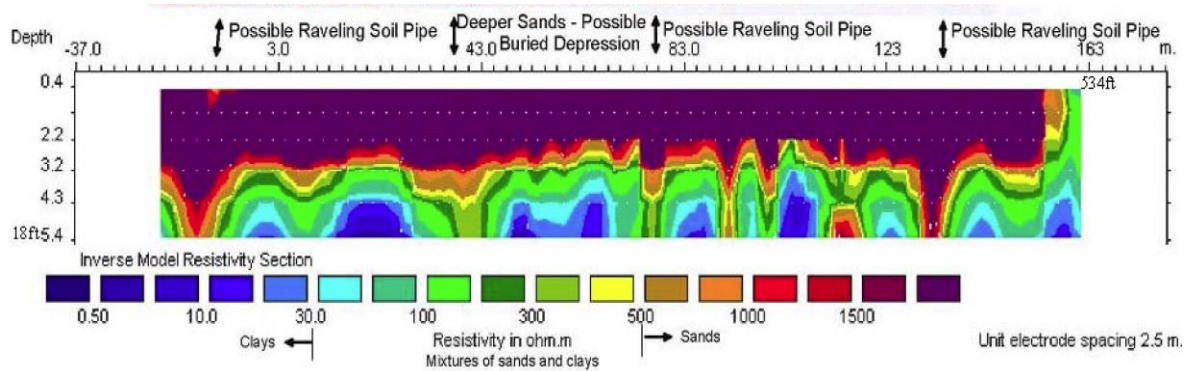 Possible Raveling Soil Pipe
Deeper Sands - Possible
Buried Depression
Possible Raveling Soil Pipe
Possible Raveling Soil Pipe
Depth
-37.0 3.0 43.0 83.0 123 163 m.
0.4
534ft
2.2
3.2
4.3
18ft5.4
Inverse Model Resistivity Section
0.50 10.0 30.0 100 300 500 1000 1500
Clays
Resistivity in ohm.m
Sands
Mixtures of sands and clays
Unit electrode spacing 2.5 m.